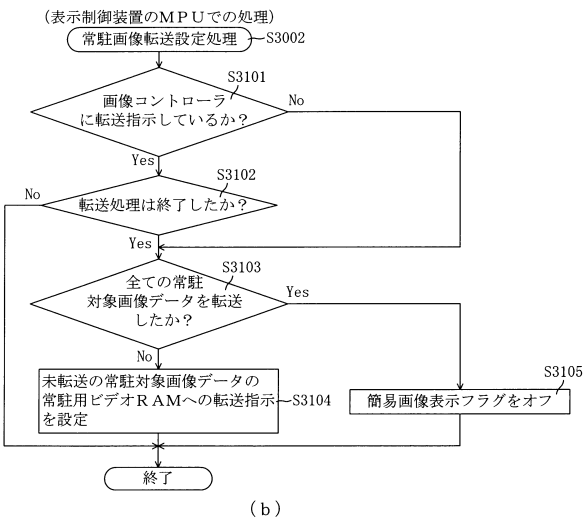 (表示制御装置のMPUでの処理)
常駐画像転送設定処理
S3002
S3101
画像コントローラ
に転送指示しているか?
No
Yes
S3102
No
転送処理は終了したか?
Yes
S3103
全ての常駐
対象画像データを転送
したか?
Yes
No
S3105
未転送の常駐対象画像データの
常駐用ビデオRAMへの転送指示
を設定
S3104
簡易画像表示フラグをオフ
終了
(b)